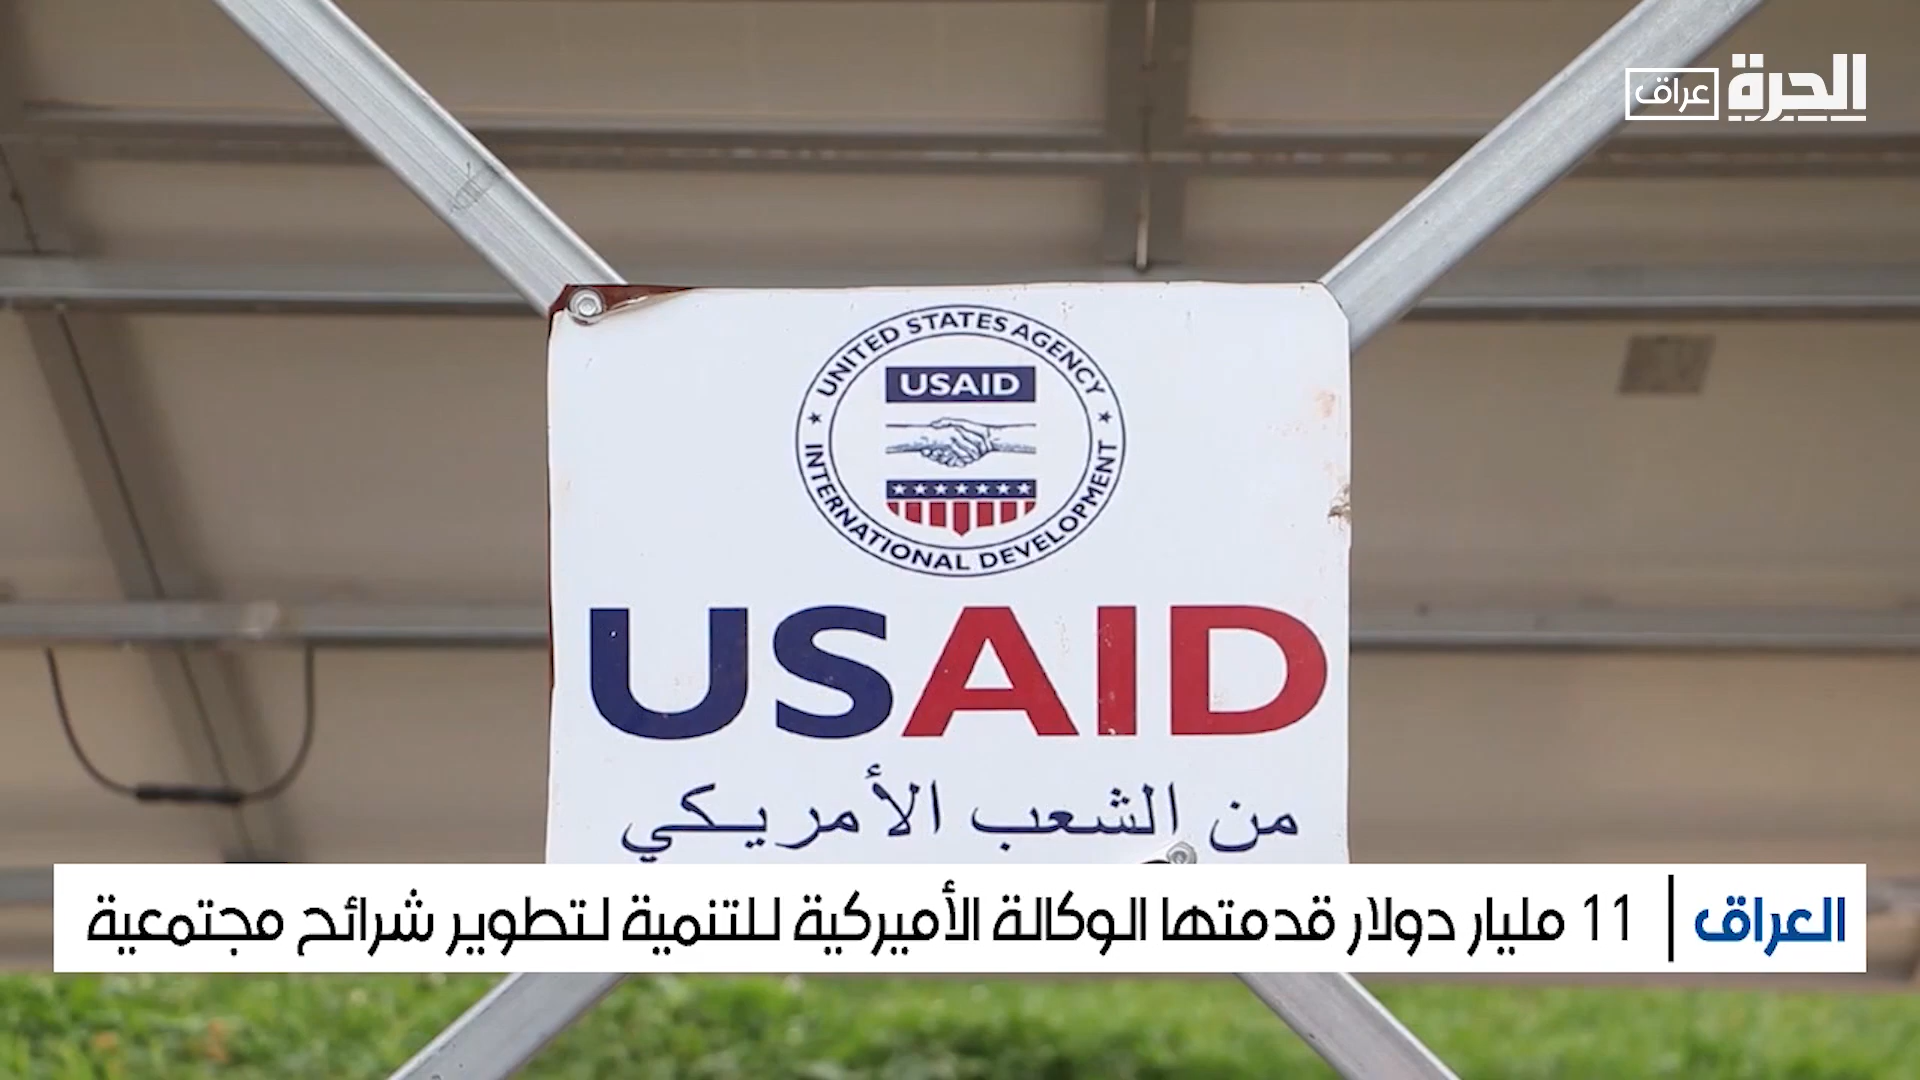 الحرة عراق
UNITED STATES AGENCY
USAID
INTERNATIONAL DEVELOPMENT
USAID
من الشعب الأمريكي
العراق | 11 مليار دولار قدمتها الوكالة الأميركية للتنمية لتطوير شرائح مجتمعية